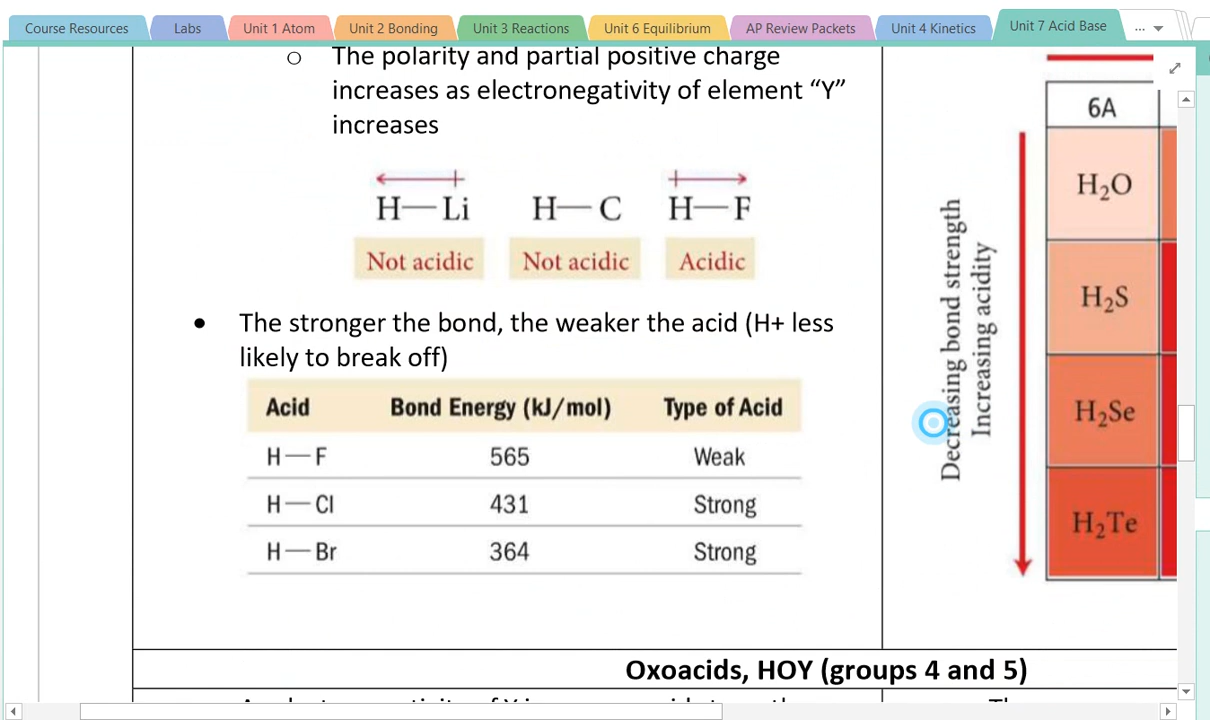 Course Resources
Labs
Unit 1 Atom
Unit 2 Bonding
Unit 3 Reactions
Unit 6 Equilibrium
AP Review Packets
Unit 4 Kinetics
Unit 7 Acid Base
...
○ The polarity and partial positive charge
increases as electronegativity of element “Y”
increases
H—Li H—C H—F
Not acidic Not acidic Acidic
• The stronger the bond, the weaker the acid (H+ less
likely to break off)
Acid Bond Energy (kJ/mol) Type of Acid
H—F 565 Weak
H—Cl 431 Strong
H—Br 364 Strong
Decreasing bond strength
Increasing acidity
6A
H₂O
H₂S
H₂Se
H₂Te
Oxoacids, HOY (groups 4 and 5)